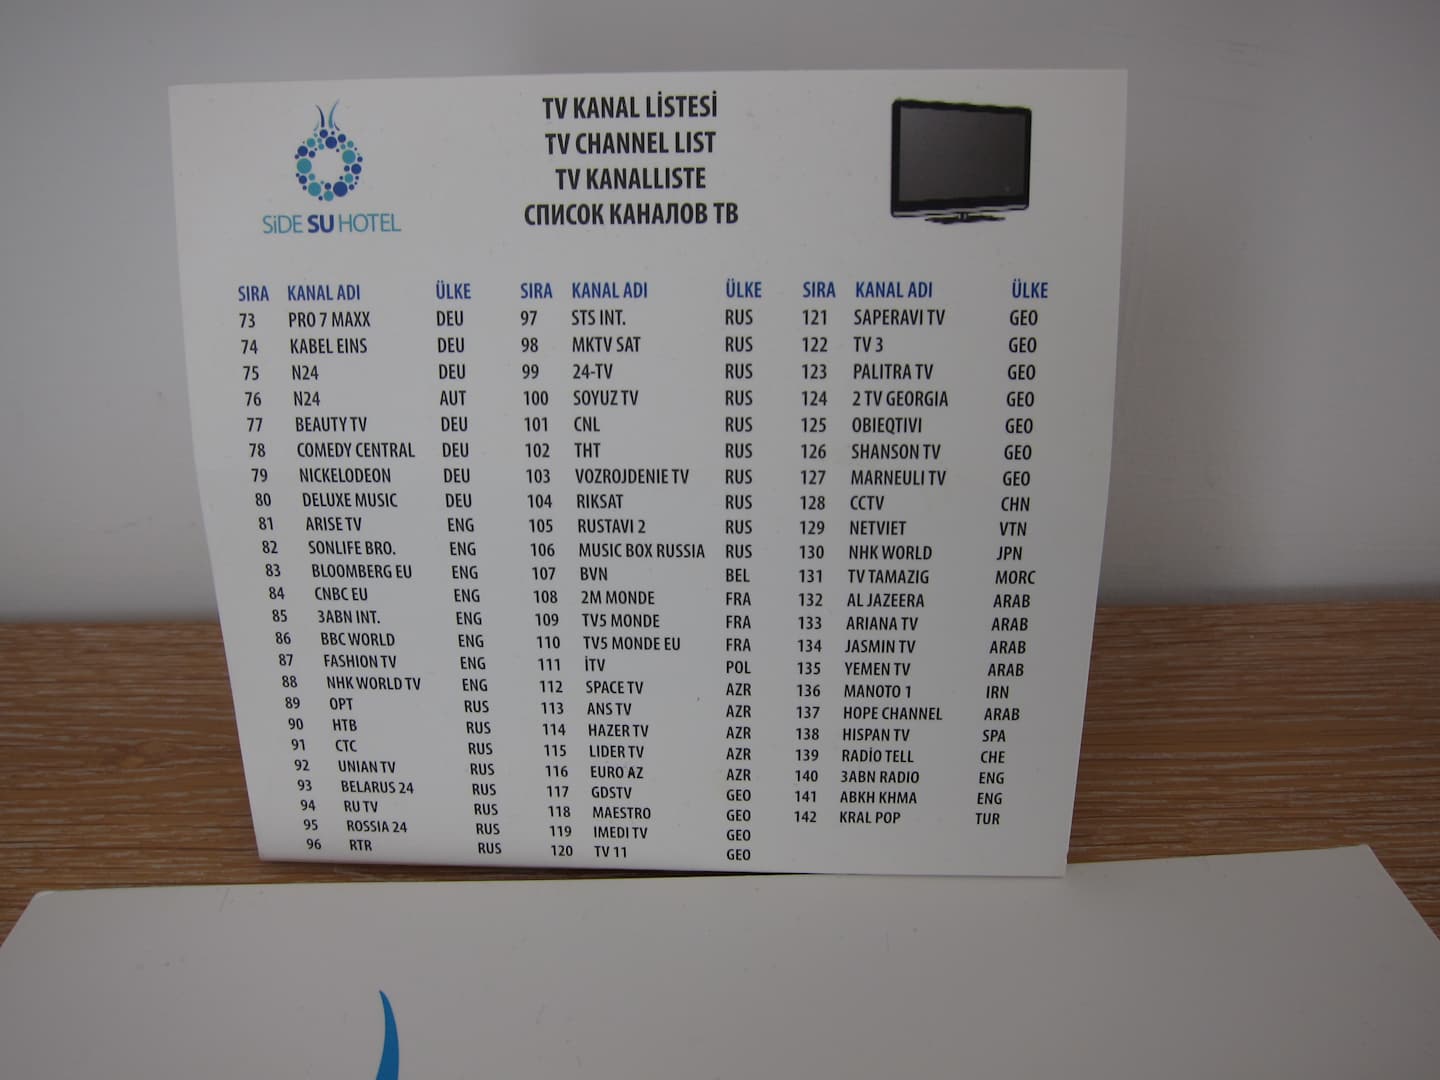 SiDE SU HOTEL
TV KANAL LİSTESİ
TV CHANNEL LIST
TV KANALLISTE
СПИСОК КАНАЛОВ ТВ
SIRA KANAL ADI ÜLKE
73 PRO 7 MAXX DEU
74 KABEL EINS DEU
75 N24 DEU
76 N24 AUT
77 BEAUTY TV DEU
78 COMEDY CENTRAL DEU
79 NICKELODEON DEU
80 DELUXE MUSIC DEU
81 ARISE TV ENG
82 SONLIFE BRO. ENG
83 BLOOMBERG EU ENG
84 CNBC EU ENG
85 3ABN INT. ENG
86 BBC WORLD ENG
87 FASHION TV ENG
88 NHK WORLD TV ENG
89 OPT RUS
90 HTB RUS
91 CTC RUS
92 UNIAN TV RUS
93 BELARUS 24 RUS
94 RU TV RUS
95 ROSSIA 24 RUS
96 RTR RUS
SIRA KANAL ADI ÜLKE
97 STS INT. RUS
98 MKTV SAT RUS
99 24-TV RUS
100 SOYUZ TV RUS
101 CNL RUS
102 THT RUS
103 VOZROJDENIE TV RUS
104 RIKSAT RUS
105 RUSTAVI 2 RUS
106 MUSIC BOX RUSSIA RUS
107 BVN BEL
108 2M MONDE FRA
109 TV5 MONDE FRA
110 TV5 MONDE EU FRA
111 İTV POL
112 SPACE TV AZR
113 ANS TV AZR
114 HAZER TV AZR
115 LIDER TV AZR
116 EURO AZ AZR
117 GDSTV GEO
118 MAESTRO GEO
119 IMEDI TV GEO
120 TV 11 GEO
SIRA KANAL ADI ÜLKE
121 SAPERAVI TV GEO
122 TV 3 GEO
123 PALITRA TV GEO
124 2 TV GEORGIA GEO
125 OBIEQTIVI GEO
126 SHANSON TV GEO
127 MARNEULI TV GEO
128 CCTV CHN
129 NETVIET VTN
130 NHK WORLD JPN
131 TV TAMAZIG MORC
132 AL JAZEERA ARAB
133 ARIANA TV ARAB
134 JASMIN TV ARAB
135 YEMEN TV ARAB
136 MANOTO 1 IRN
137 HOPE CHANNEL ARAB
138 HISPAN TV SPA
139 RADİO TELL CHE
140 3ABN RADIO ENG
141 ABKH KHMA ENG
142 KRAL POP TUR